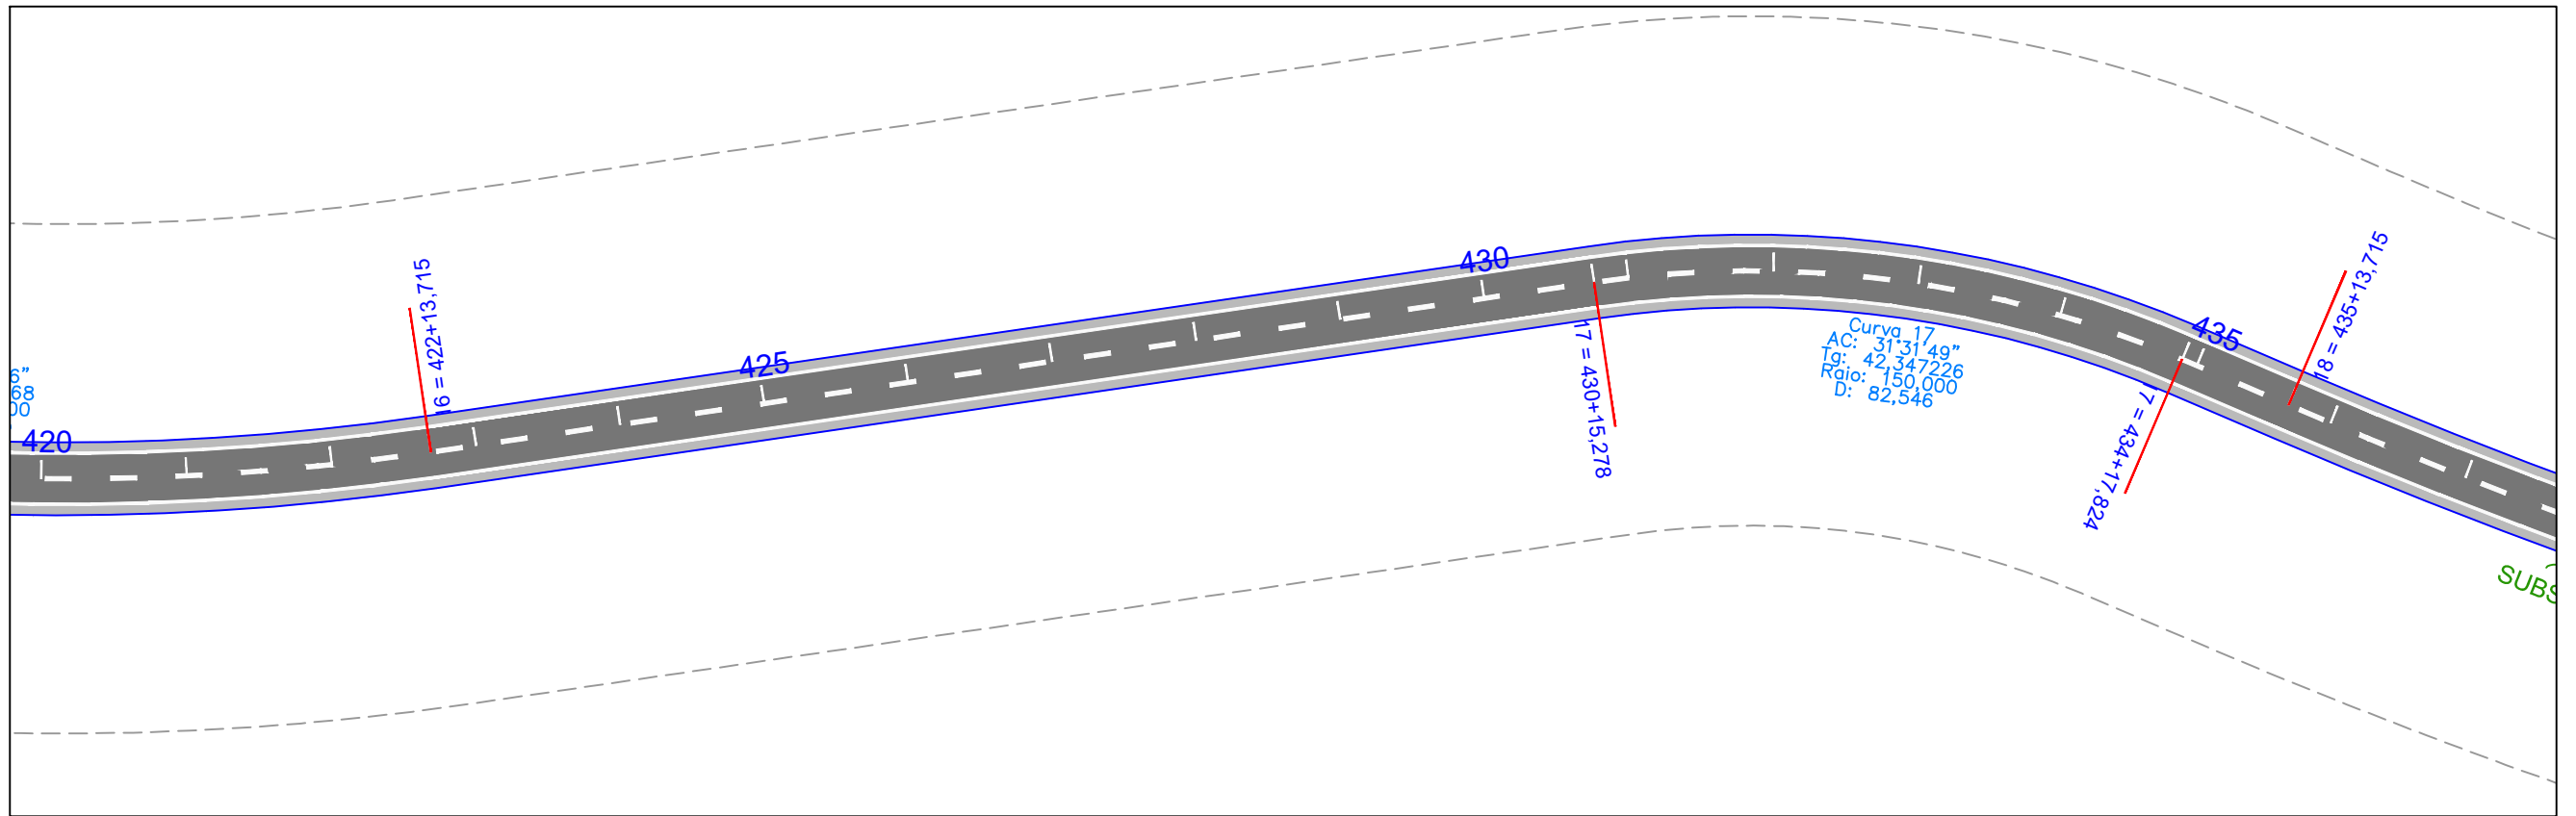 6"
68
00
420
16 = 422+13,715
425
430
17 = 430+15,278
Curva 17
AC: 31°31'49"
Tg: 42,347226
Raio: 150,000
D: 82,546
17 = 434+17,824
435
18 = 435+13,715
SUBS